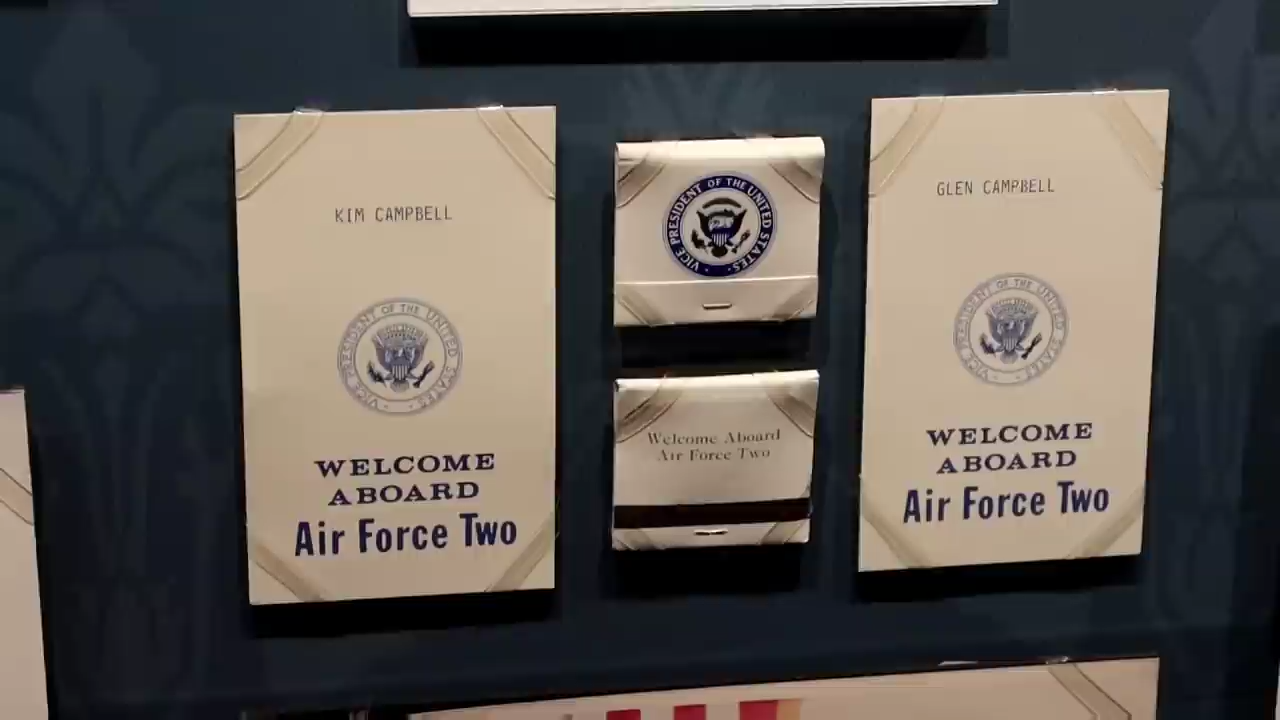 KIM CAMPBELL
VICE PRESIDENT OF THE UNITED STATES
WELCOME
ABOARD
Air Force Two
VICE PRESIDENT OF THE UNITED STATES
Welcome Aboard
Air Force Two
GLEN CAMPBELL
VICE PRESIDENT OF THE UNITED STATES
WELCOME
ABOARD
Air Force Two